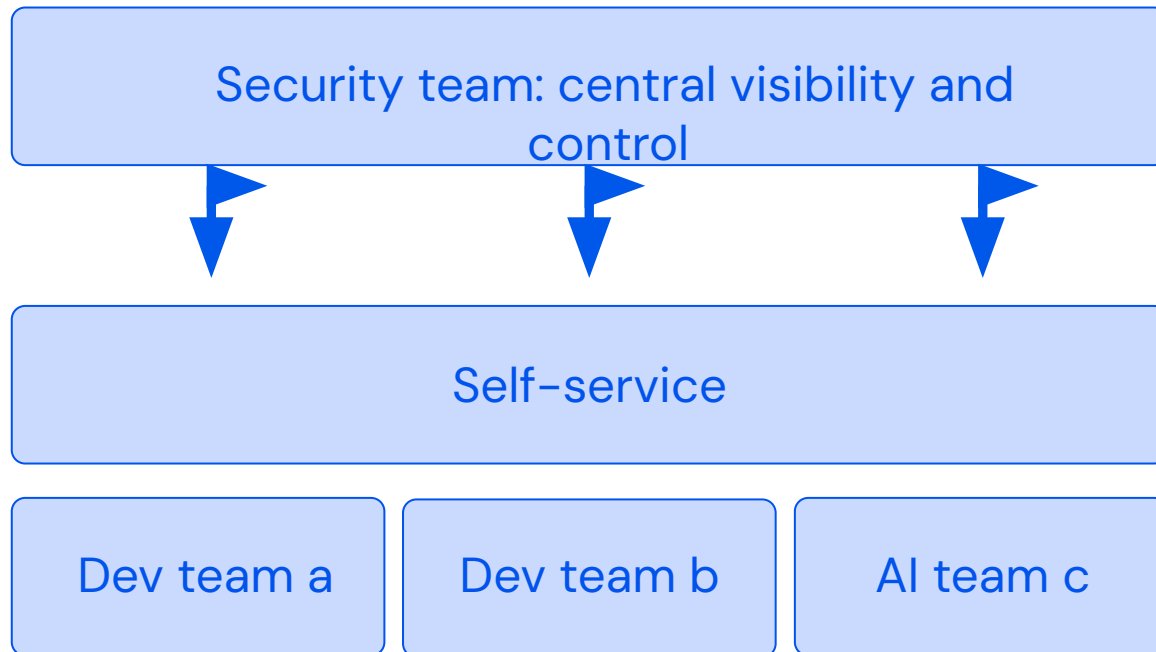 Security team: central visibility and
control
Self-service
Dev team a
Dev team b
AI team c